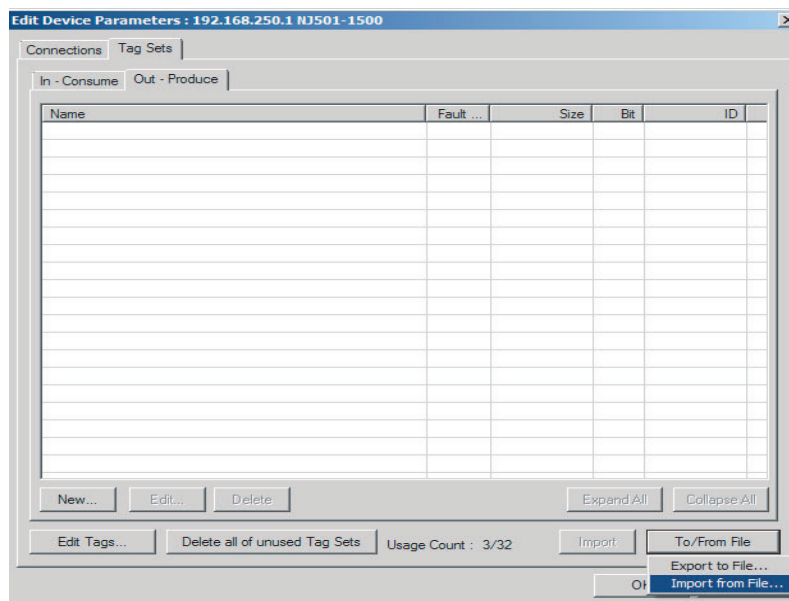 Edit Device Parameters : 192.168.250.1 NJ501-1500
Connections Tag Sets
In - Consume Out - Produce
Name Fault ... Size Bit ID
New... Edit... Delete Expand All Collapse All
Edit Tags... Delete all of unused Tag Sets Usage Count : 3/32 Import To/From File
Export to File...
Import from File...